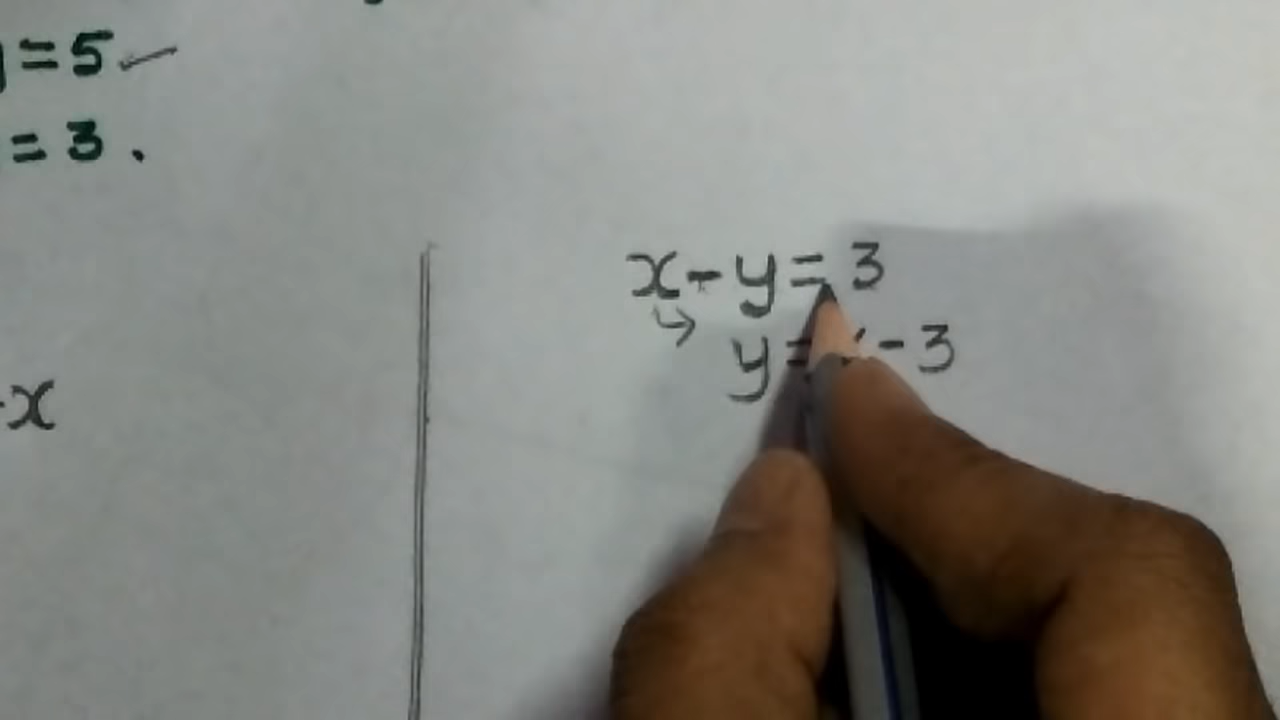 =5
= 3 .
x
x - y = 3
y = x - 3